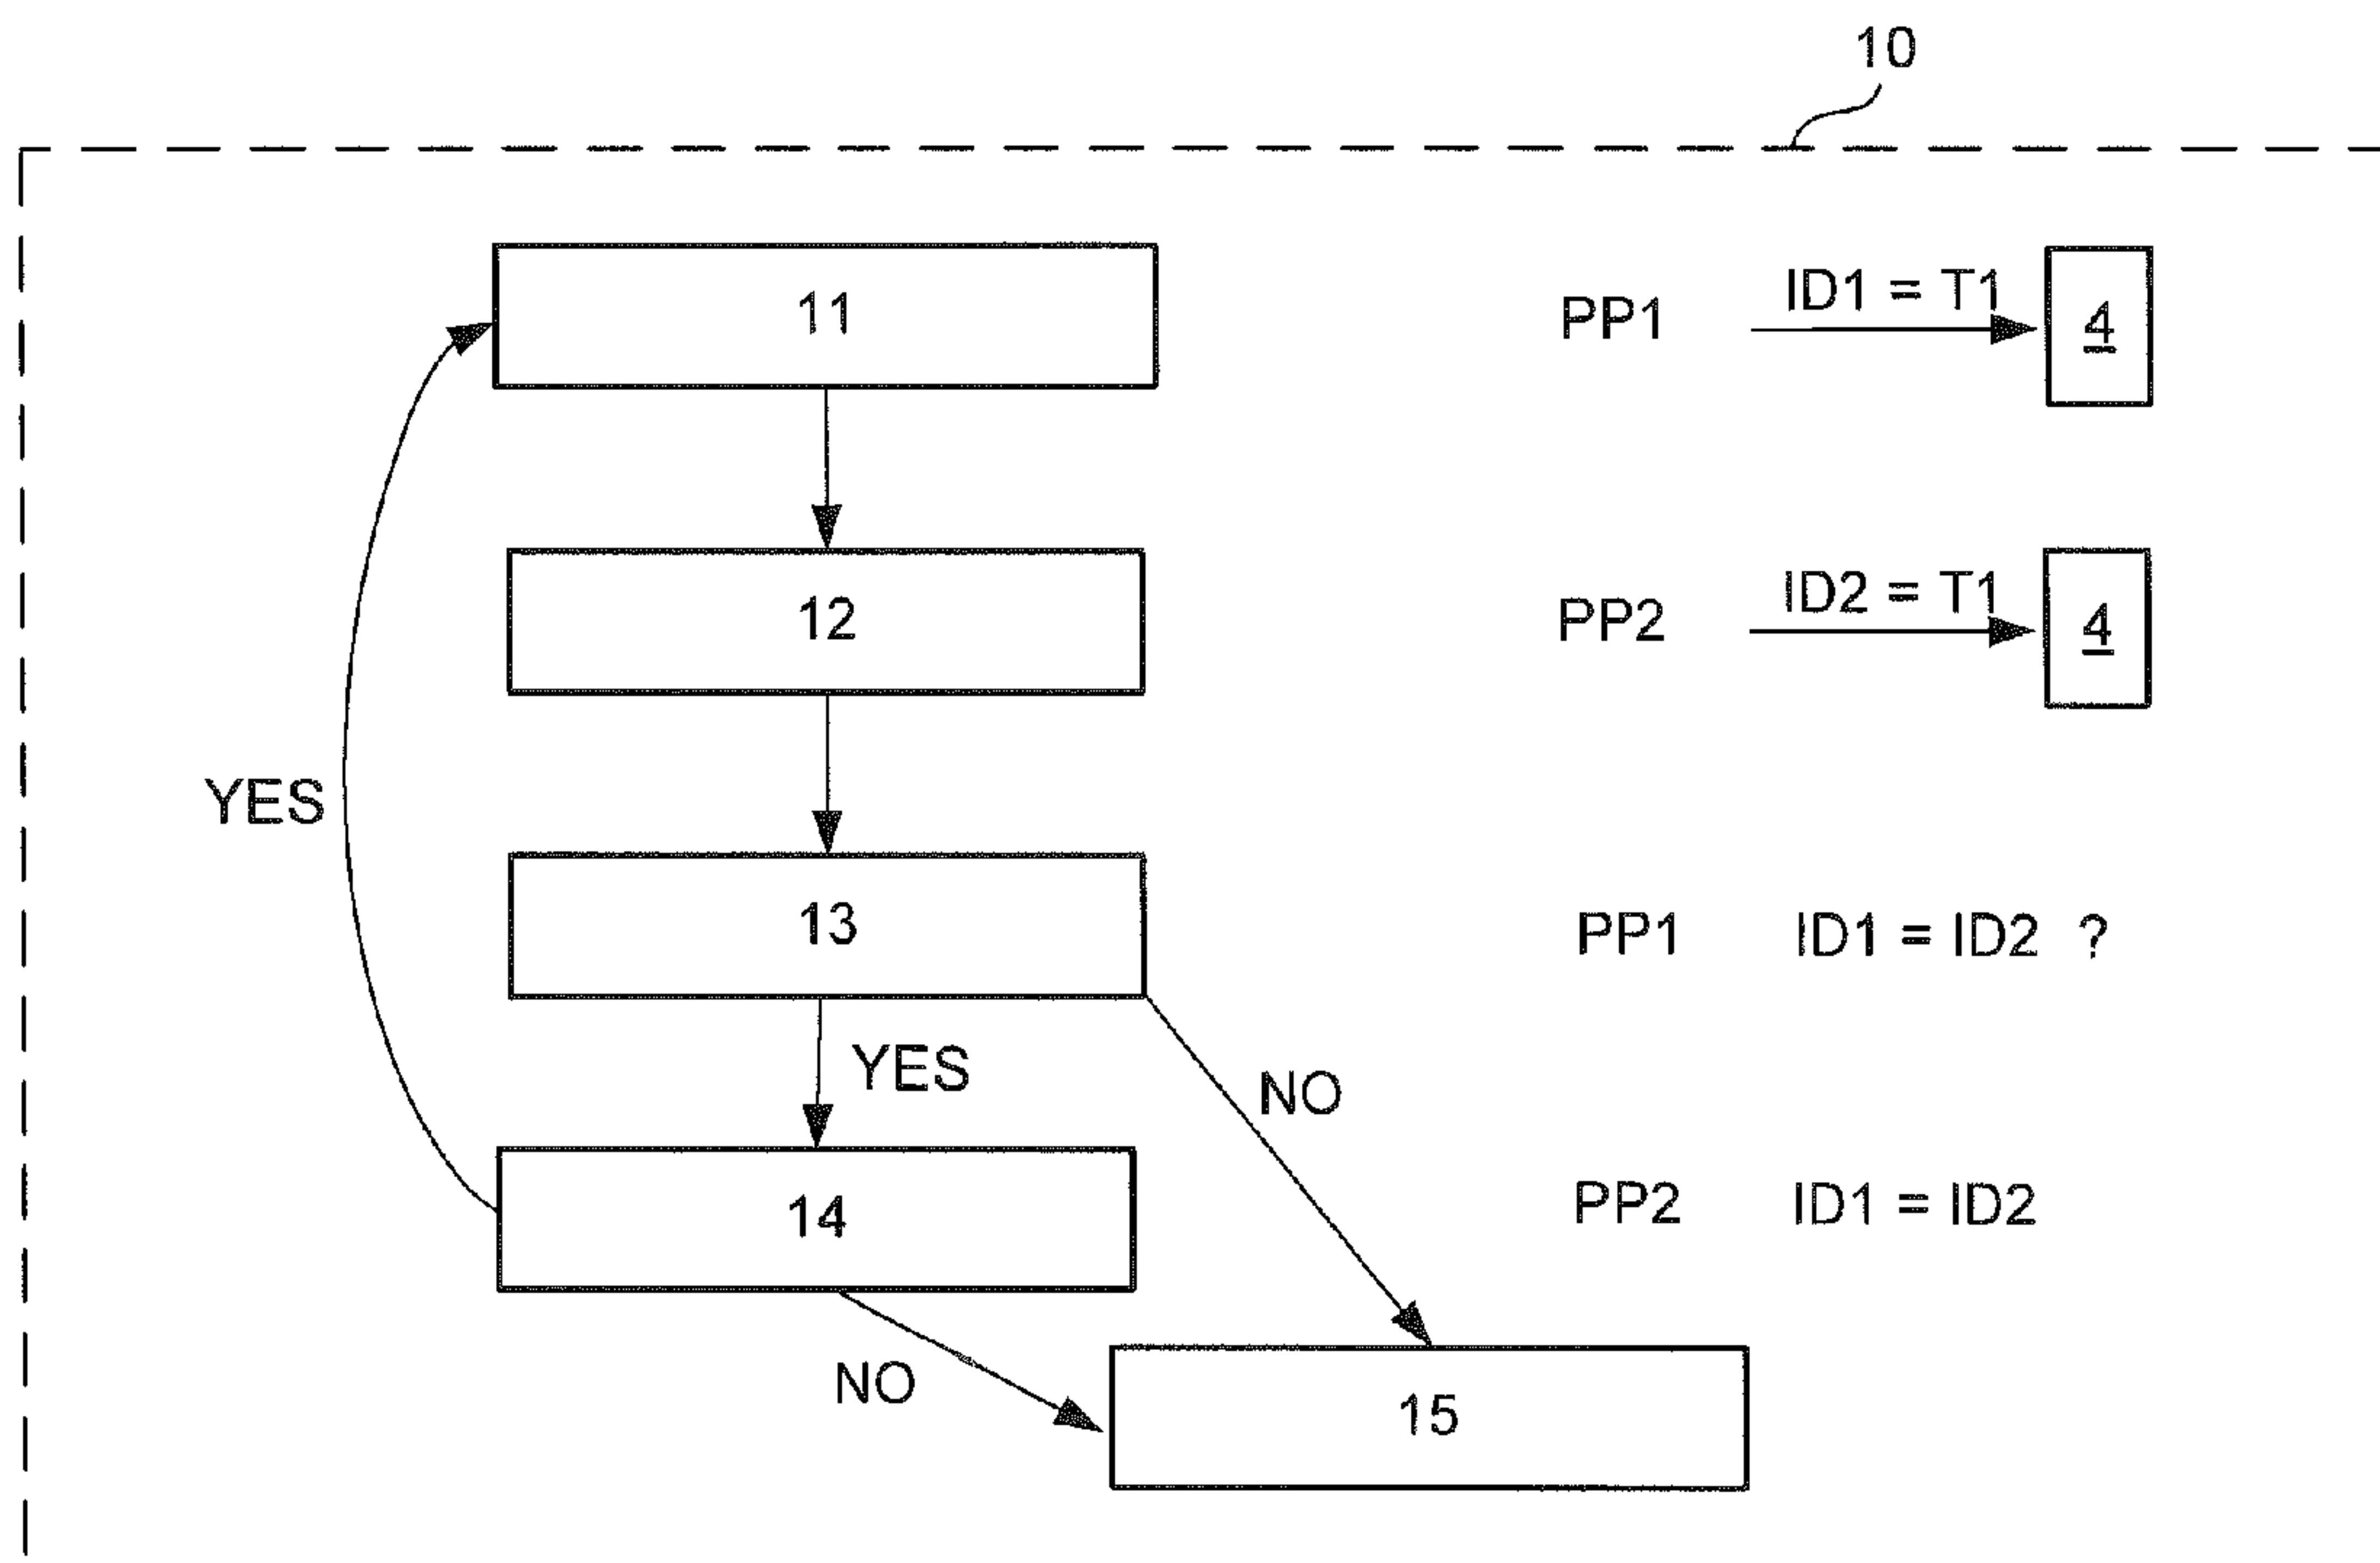 10
11
PP1 ID1 = T1 4
12
PP2 ID2 = T1 4
YES
13
PP1 ID1 = ID2 ?
YES
NO
14
PP2 ID1 = ID2
NO
15